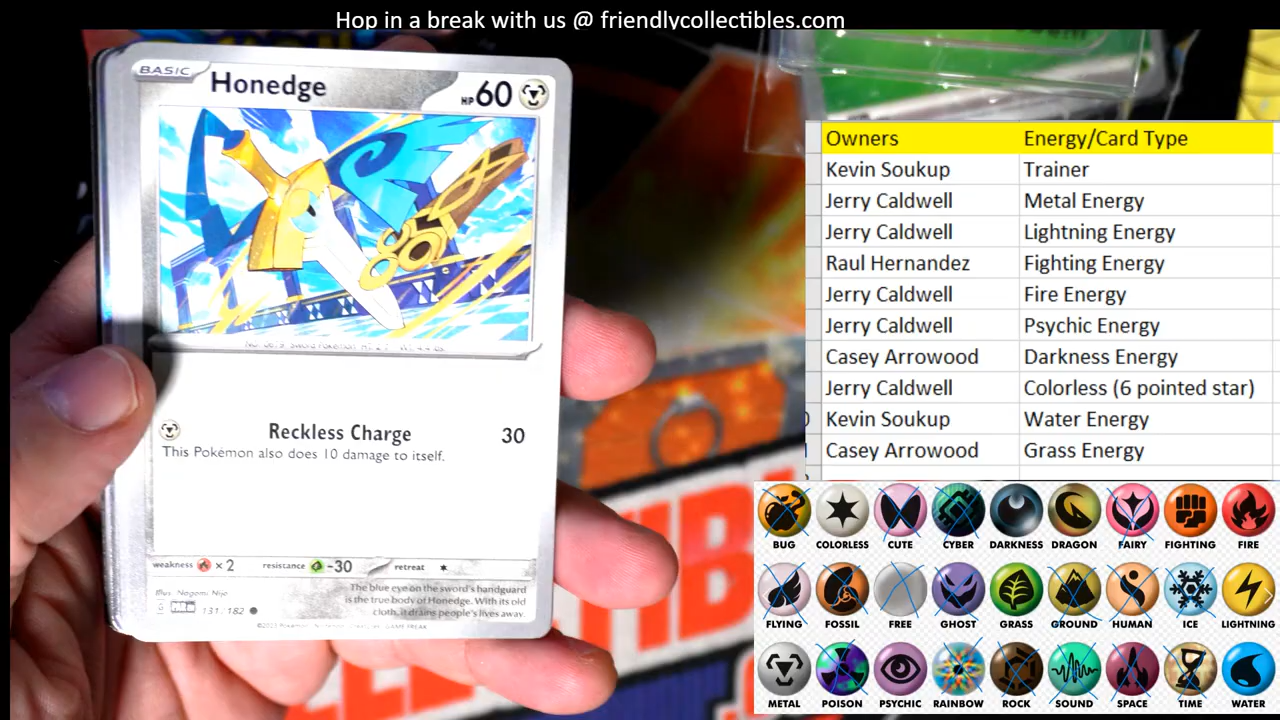 Hop in a break with us @ friendlycollectibles.com
BASIC
Honedge
HP 60
Reckless Charge 30
This Pokémon also does 10 damage to itself.
weakness × 2 resistance -30 retreat
Illus. Nagomi Nijo
The blue eye on the sword's handguard
is the true body of Honedge. With its old
cloth, it drains people's lives away.
131/182
Owners Energy/Card Type
Kevin Soukup Trainer
Jerry Caldwell Metal Energy
Jerry Caldwell Lightning Energy
Raul Hernandez Fighting Energy
Jerry Caldwell Fire Energy
Jerry Caldwell Psychic Energy
Casey Arrowood Darkness Energy
Jerry Caldwell Colorless (6 pointed star)
Kevin Soukup Water Energy
Casey Arrowood Grass Energy
BUG COLORLESS CUTE CYBER DARKNESS DRAGON FAIRY FIGHTING FIRE
FLYING FOSSIL FREE GHOST GRASS GROUND HUMAN ICE LIGHTNING
METAL POISON PSYCHIC RAINBOW ROCK SOUND SPACE TIME WATER